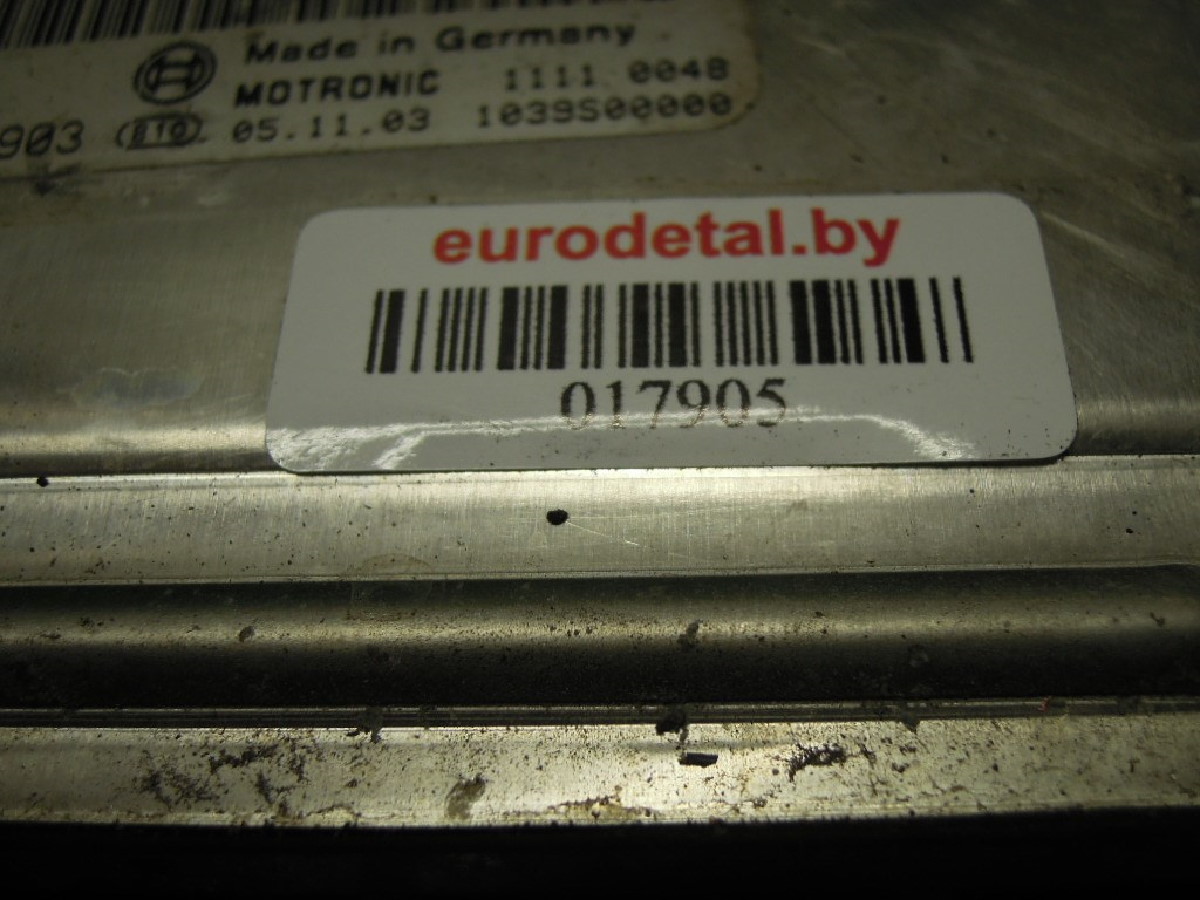 Made in Germany
MOTRONIC 1111 0048
903 05.11.03 1039S00000
eurodetal.by
017905